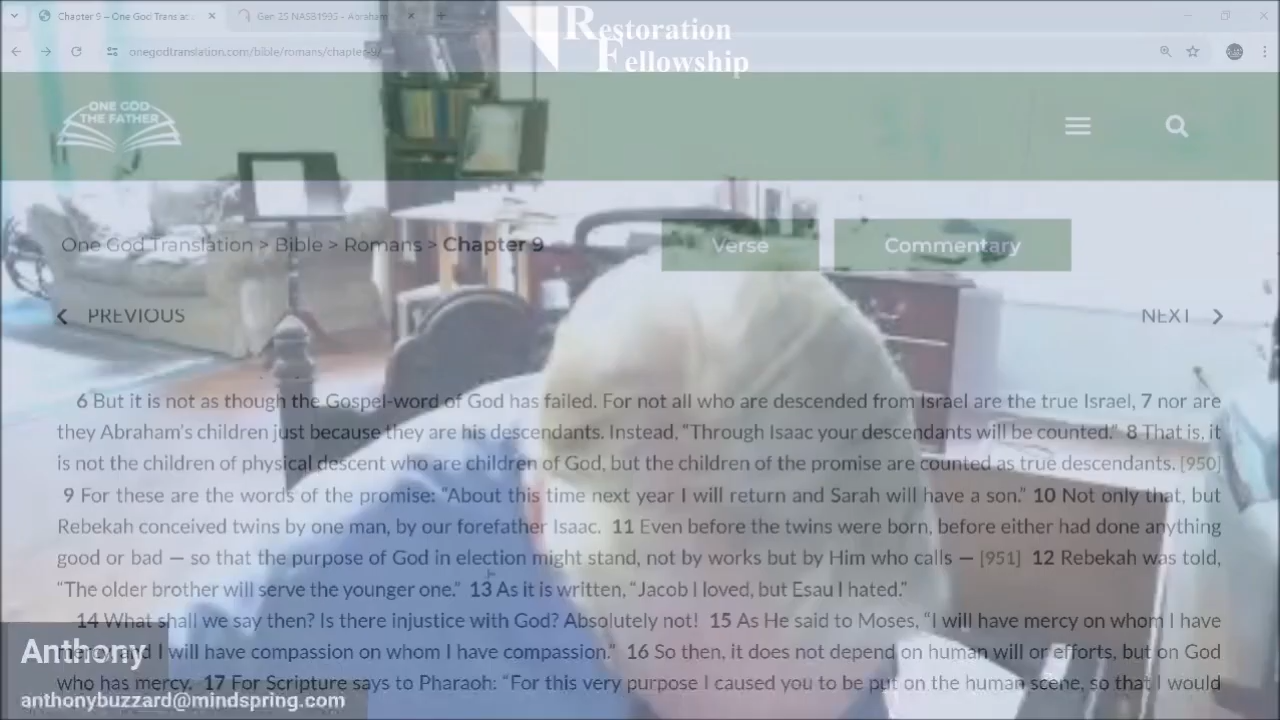 Chapter 9 – One God Translat
Gen 25 NASB1995 - Abraham
onegodtranslation.com/bible/romans/chapter-9/
Restoration
Fellowship
ONE GOD
THE FATHER
One God Translation > Bible > Romans > Chapter 9
Verse
Commentary
PREVIOUS
NEXT
6 But it is not as though the Gospel-word of God has failed. For not all who are descended from Israel are the true Israel, 7 nor are
they Abraham's children just because they are his descendants. Instead, “Through Isaac your descendants will be counted.” 8 That is, it
is not the children of physical descent who are children of God, but the children of the promise are counted as true descendants. [950]
9 For these are the words of the promise: “About this time next year I will return and Sarah will have a son.” 10 Not only that, but
Rebekah conceived twins by one man, by our forefather Isaac. 11 Even before the twins were born, before either had done anything
good or bad — so that the purpose of God in election might stand, not by works but by Him who calls — [951] 12 Rebekah was told,
“The older brother will serve the younger one.” 13 As it is written, “Jacob I loved, but Esau I hated.”
14 What shall we say then? Is there injustice with God? Absolutely not! 15 As He said to Moses, “I will have mercy on whom I have
and I will have compassion on whom I have compassion.” 16 So then, it does not depend on human will or efforts, but on God
who has mercy. 17 For Scripture says to Pharaoh: “For this very purpose I caused you to be put on the human scene, so that I would
Anthony
anthonybuzzard@mindspring.com